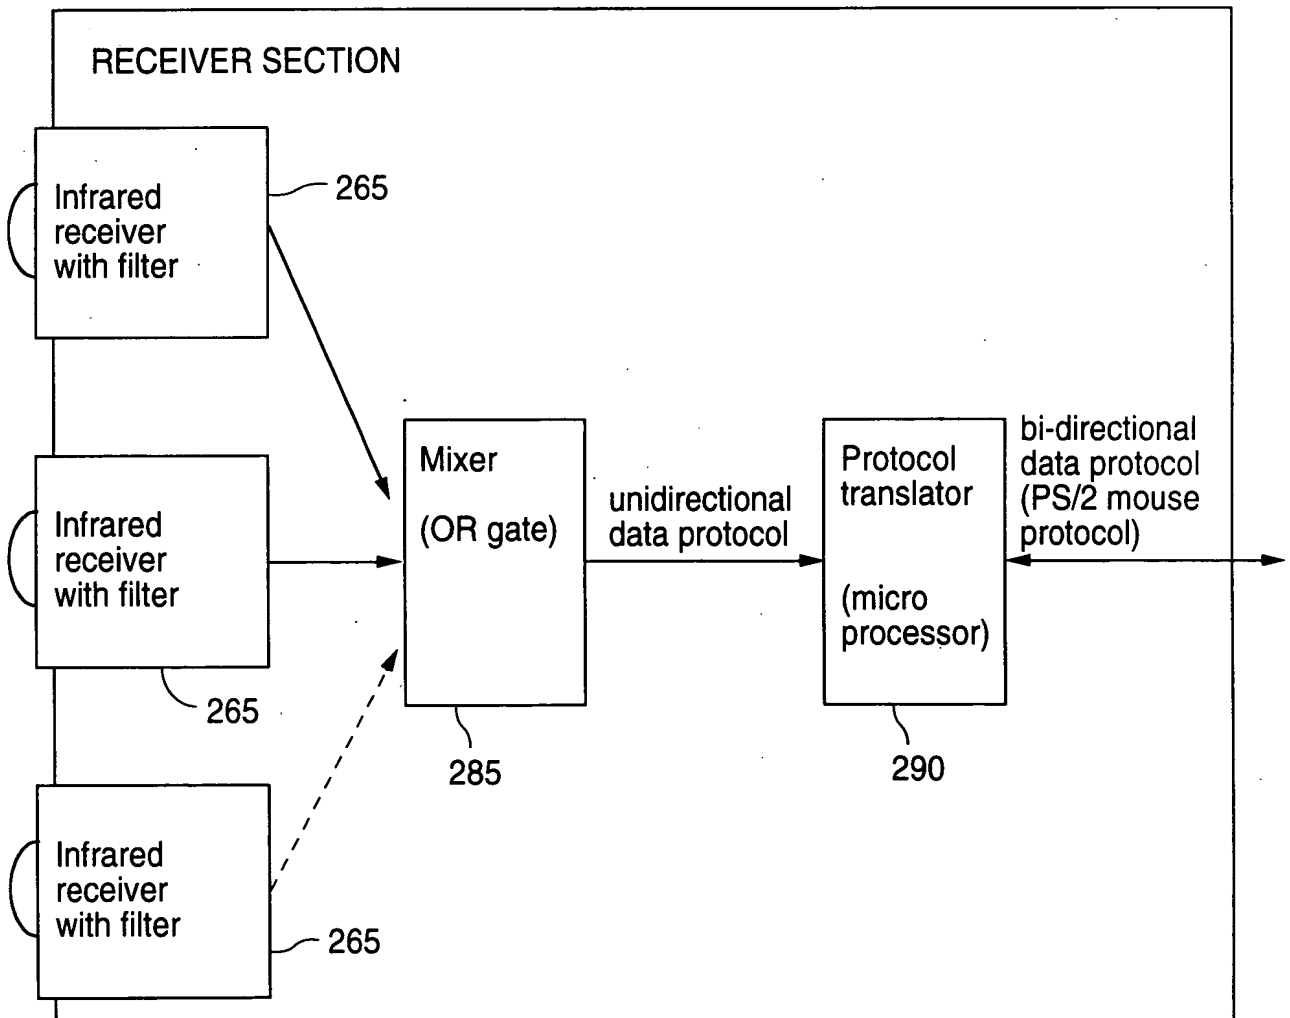 RECEIVER SECTION
Infrared
receiver
with filter
265
Infrared
receiver
with filter
265
Infrared
receiver
with filter
265
Mixer
(OR gate)
285
unidirectional
data protocol
Protocol
translator
(micro
processor)
290
bi-directional
data protocol
(PS/2 mouse
protocol)